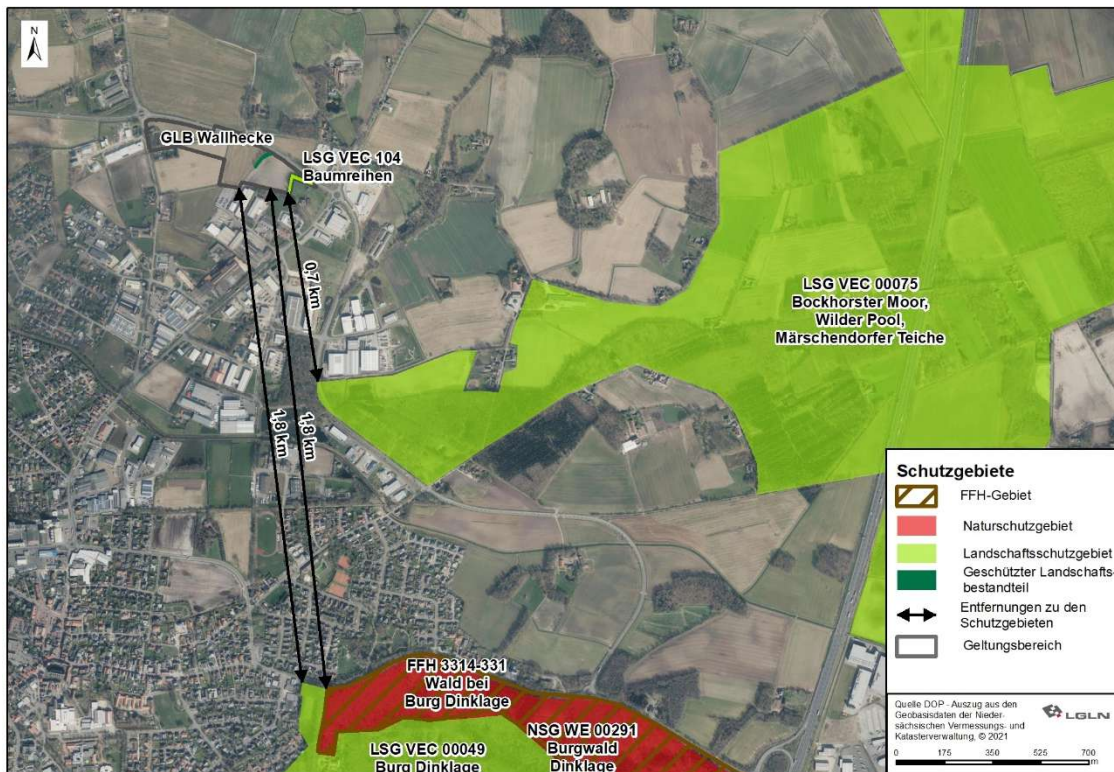 N
GLB Wallhecke
LSG VEC 104
Baumreihen
0,7 km
LSG VEC 00075
Bockhorster Moor,
Wilder Pool,
Märschendorfer Teiche
1,8 km
1,8 km
FFH 3314-331
Wald bei
Burg Dinklage
NSG WE 00291
Burgwald
Dinklage
LSG VEC 00049
Burg Dinklage
Schutzgebiete
FFH-Gebiet
Naturschutzgebiet
Landschaftsschutzgebiet
Geschützter Landschafts-
bestandteil
Entfernungen zu den
Schutzgebieten
Geltungsbereich
Quelle DOP - Auszug aus den
Geobasisdaten der Nieder-
sächsischen Vermessungs- und
Katasterverwaltung, © 2021
LGLN
0 175 350 525 700
m